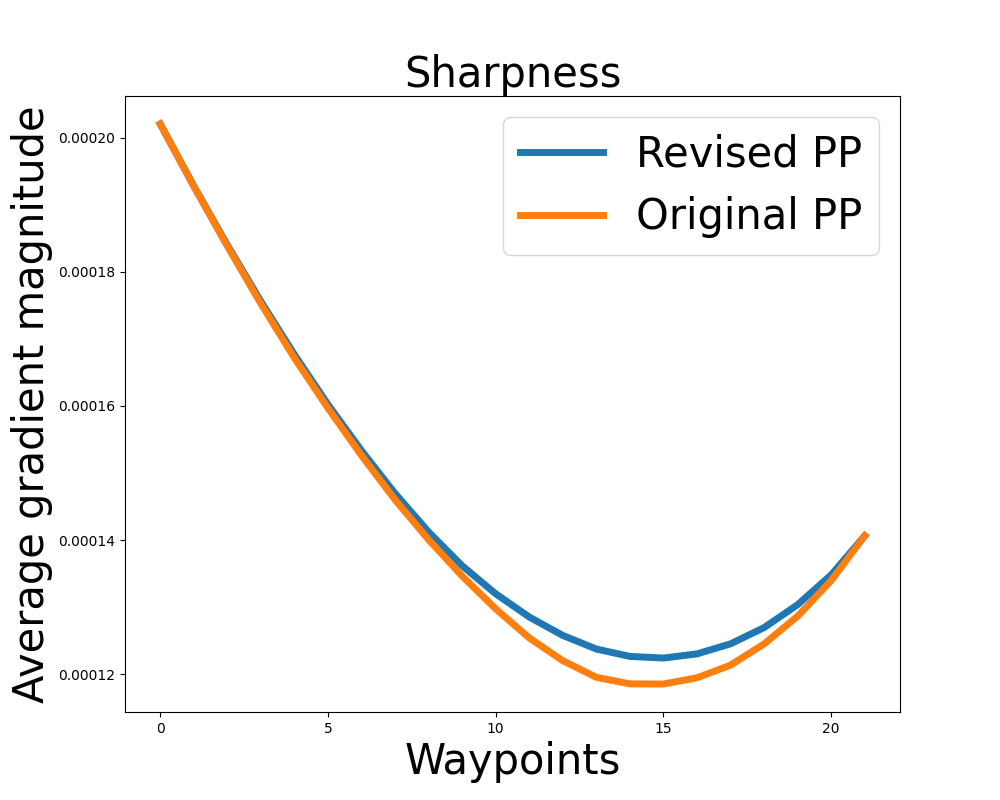 Sharpness
Average gradient magnitude
0.00020
0.00018
0.00016
0.00014
0.00012
Revised PP
Original PP
0 5 10 15 20
Waypoints